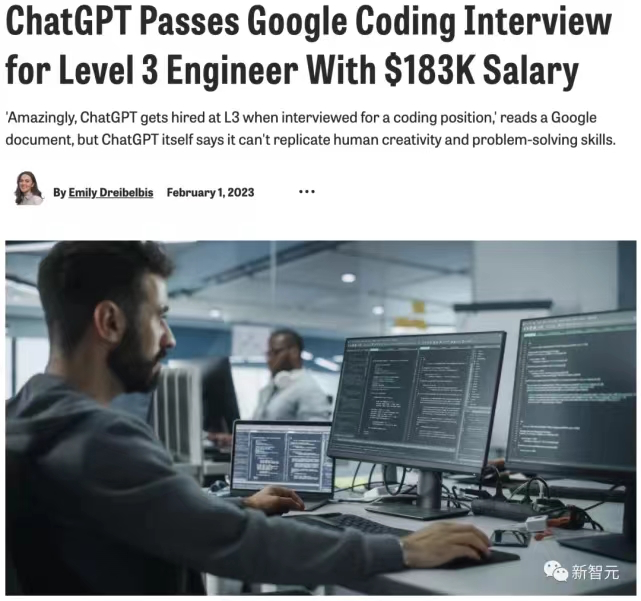 ChatGPT Passes Google Coding Interview
for Level 3 Engineer With $183K Salary
'Amazingly, ChatGPT gets hired at L3 when interviewed for a coding position,' reads a Google
document, but ChatGPT itself says it can't replicate human creativity and problem-solving skills.
By Emily Dreibelbis February 1, 2023 •••
新智元